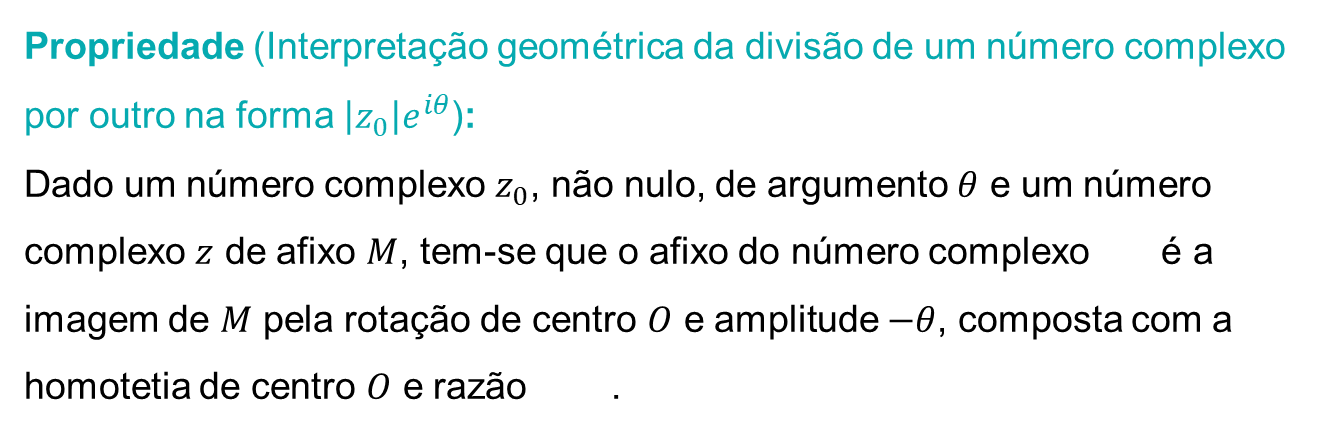 Propriedade (Interpretação geométrica da divisão de um número complexo
por outro na forma |z₀|e^{iθ}):
Dado um número complexo z₀, não nulo, de argumento θ e um número
complexo z de afixo M, tem-se que o afixo do número complexo é a
imagem de M pela rotação de centro O e amplitude −θ, composta com a
homotetia de centro O e razão .